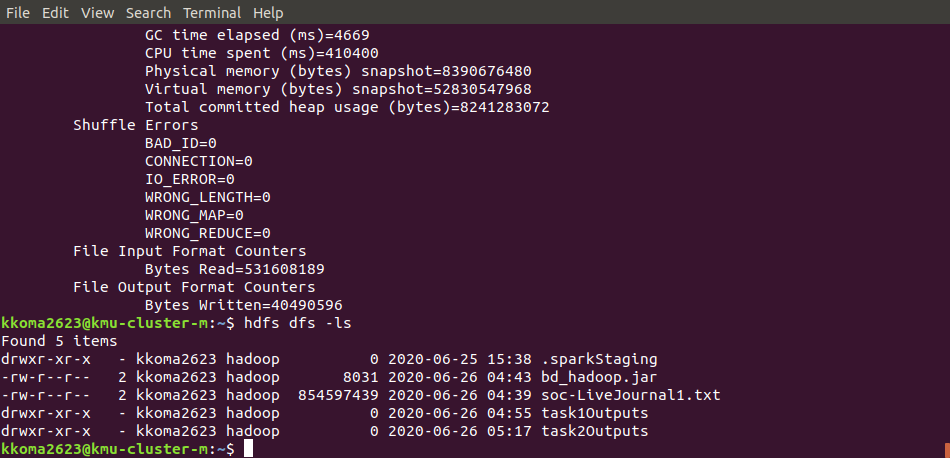 File Edit View Search Terminal Help
GC time elapsed (ms)=4669
CPU time spent (ms)=410400
Physical memory (bytes) snapshot=8390676480
Virtual memory (bytes) snapshot=52830547968
Total committed heap usage (bytes)=8241283072
Shuffle Errors
BAD_ID=0
CONNECTION=0
IO_ERROR=0
WRONG_LENGTH=0
WRONG_MAP=0
WRONG_REDUCE=0
File Input Format Counters
Bytes Read=531608189
File Output Format Counters
Bytes Written=40490596
kkoma2623@kmu-cluster-m:~$ hdfs dfs -ls
Found 5 items
drwxr-xr-x   - kkoma2623 hadoop          0 2020-06-25 15:38 .sparkStaging
-rw-r--r--   2 kkoma2623 hadoop       8031 2020-06-26 04:43 bd_hadoop.jar
-rw-r--r--   2 kkoma2623 hadoop  854597439 2020-06-26 04:39 soc-LiveJournal1.txt
drwxr-xr-x   - kkoma2623 hadoop          0 2020-06-26 04:55 task1Outputs
drwxr-xr-x   - kkoma2623 hadoop          0 2020-06-26 05:17 task2Outputs
kkoma2623@kmu-cluster-m:~$